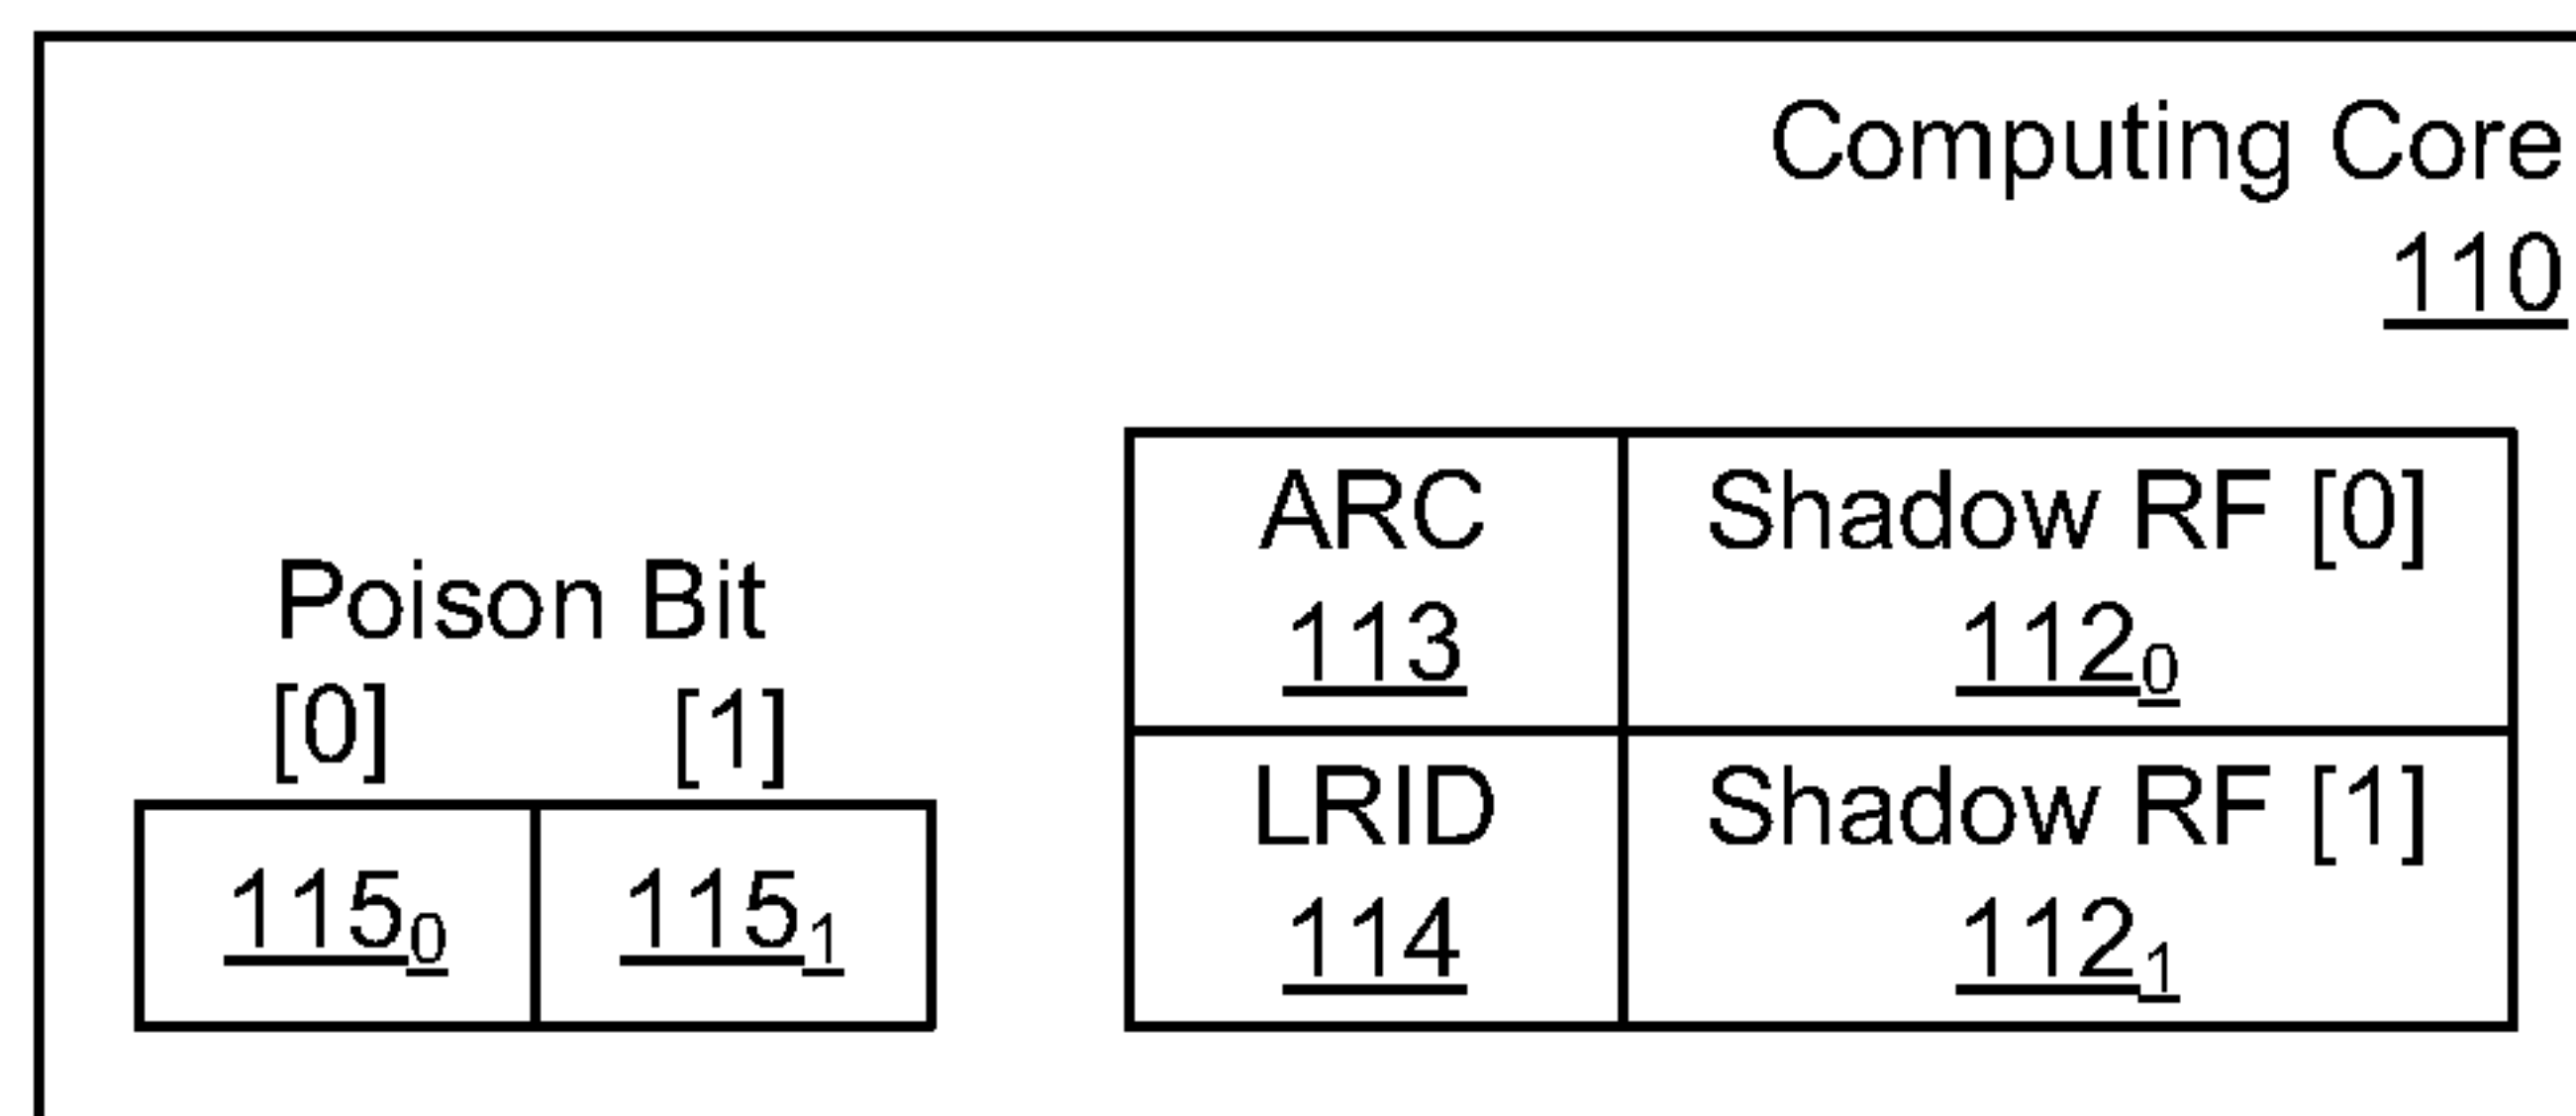 Computing Core
110
Poison Bit
[0] [1]
115₀ 115₁
ARC Shadow RF [0]
113 112₀
LRID Shadow RF [1]
114 112₁